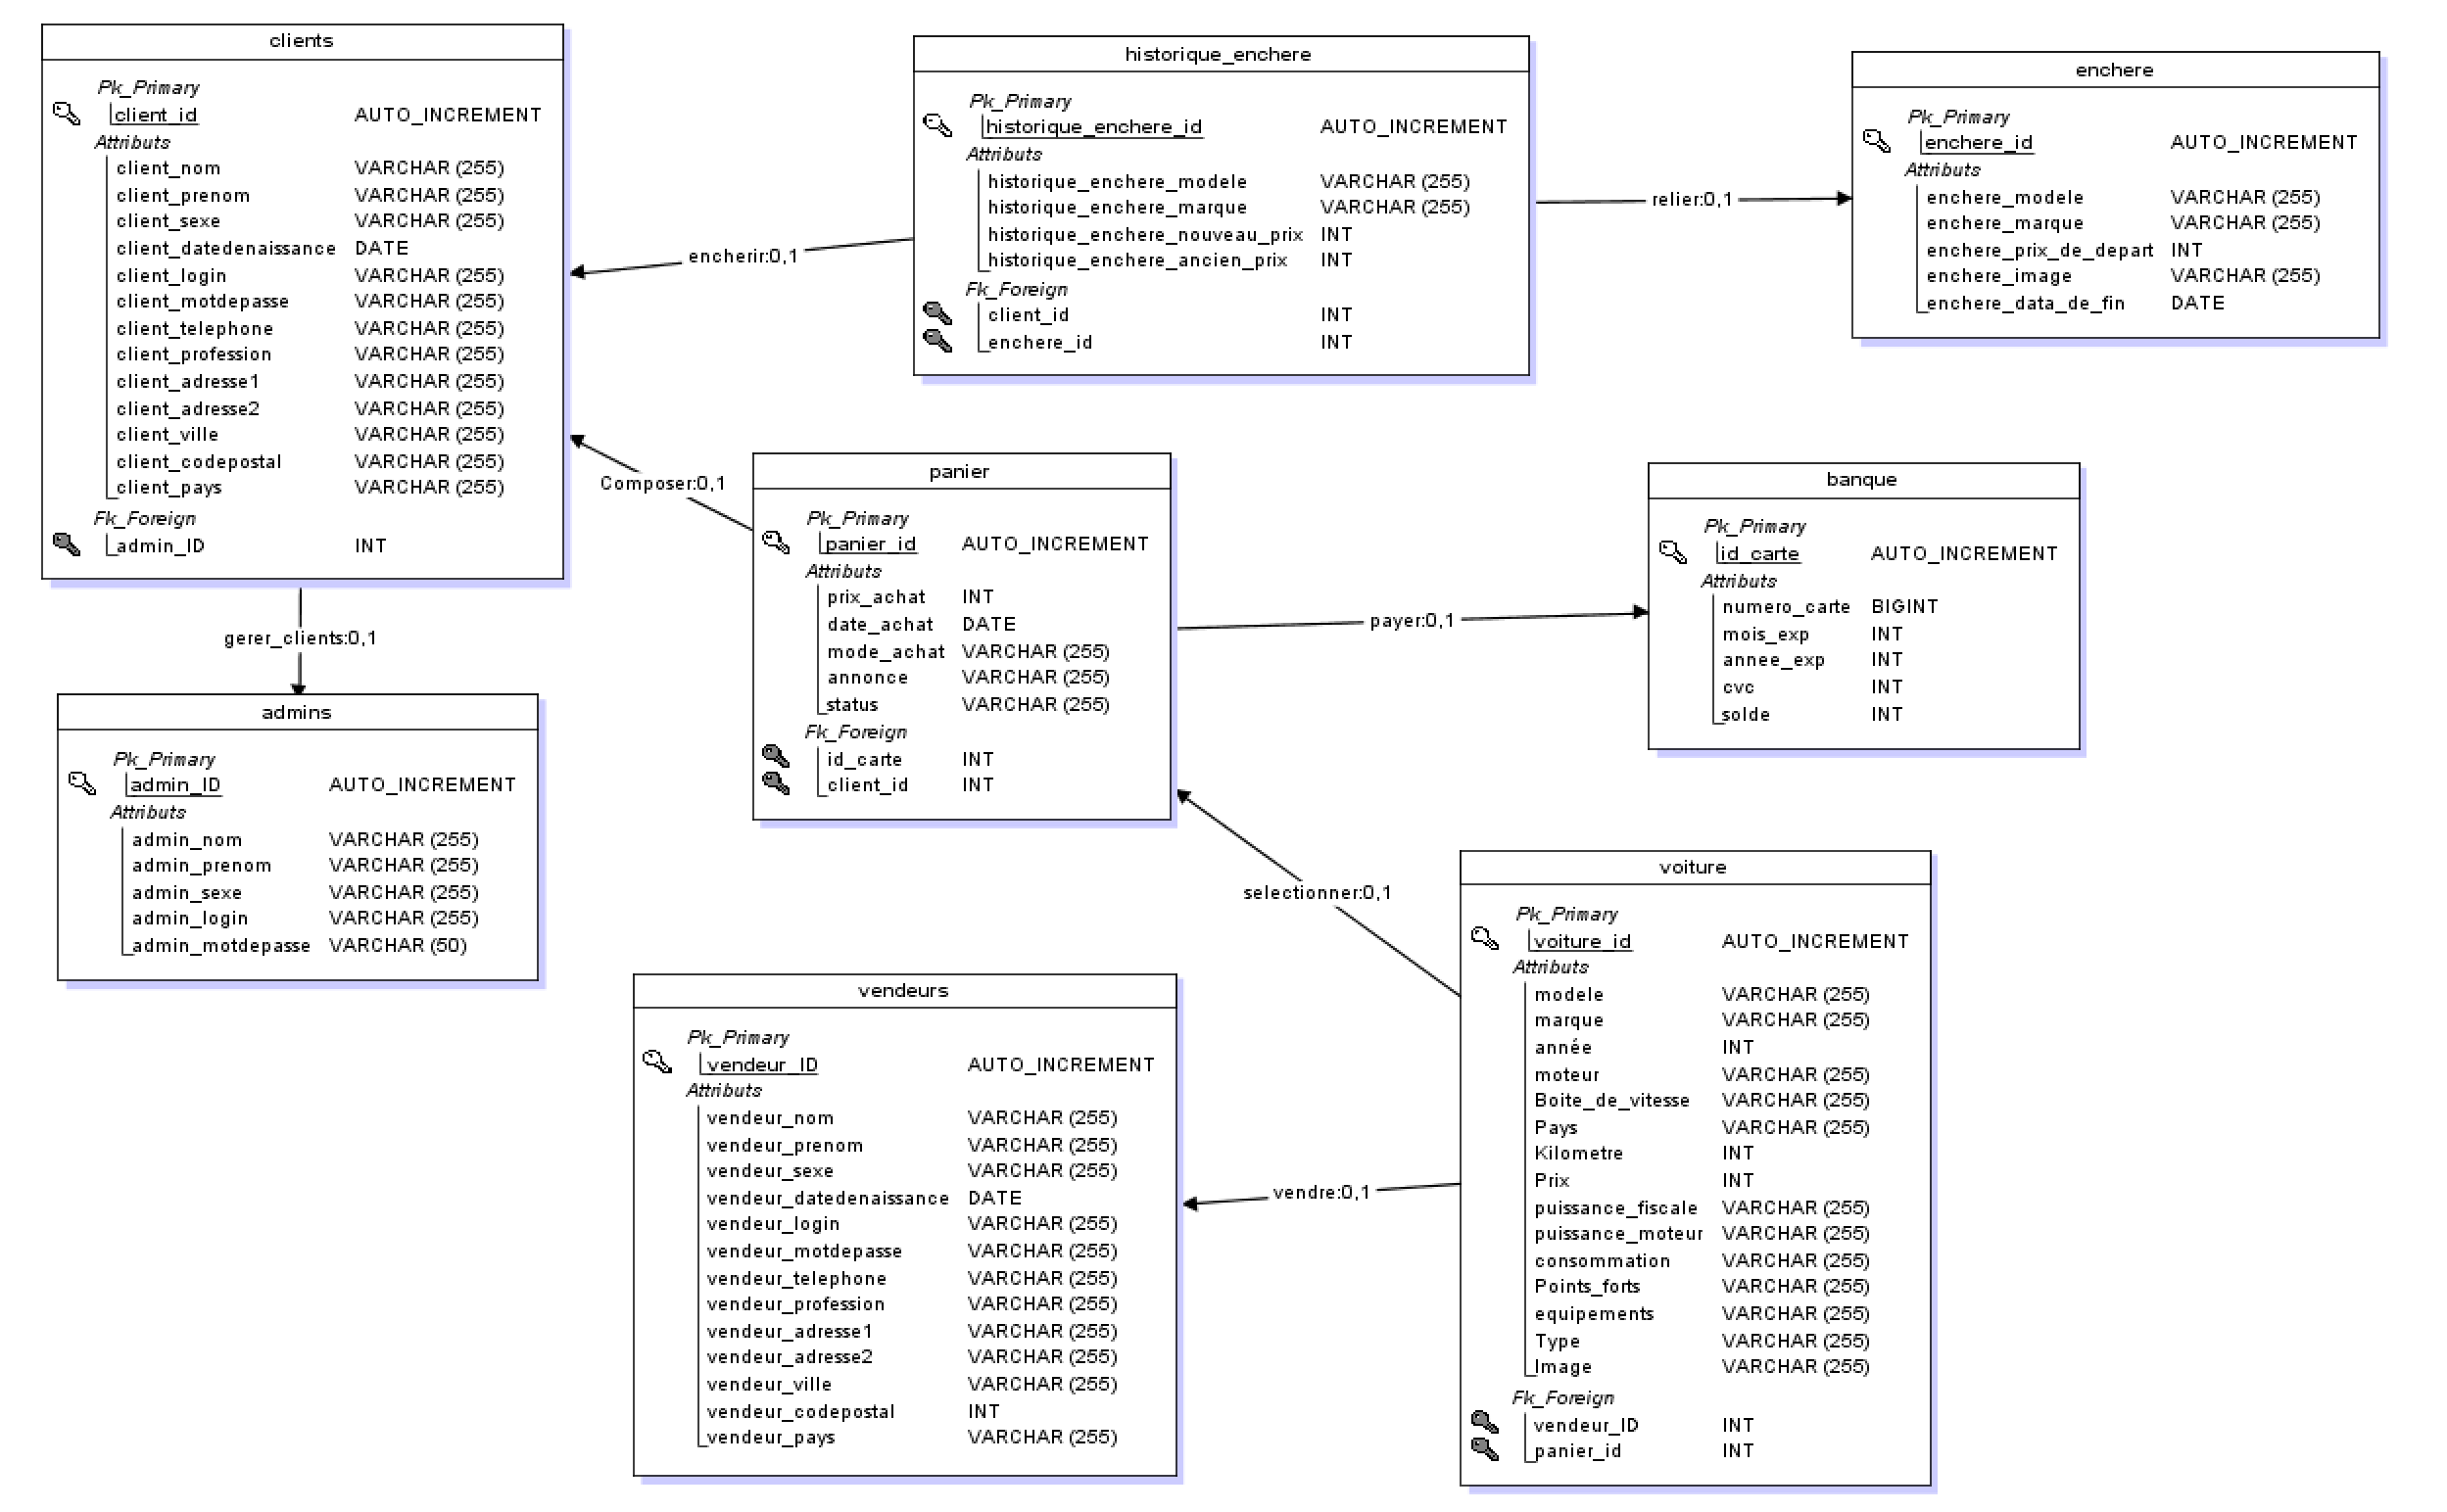 clients
Pk_Primary
client_id AUTO_INCREMENT
Attributs
client_nom VARCHAR (255)
client_prenom VARCHAR (255)
client_sexe VARCHAR (255)
client_datedenaissance DATE
client_login VARCHAR (255)
client_motdepasse VARCHAR (255)
client_telephone VARCHAR (255)
client_profession VARCHAR (255)
client_adresse1 VARCHAR (255)
client_adresse2 VARCHAR (255)
client_ville VARCHAR (255)
client_codepostal VARCHAR (255)
client_pays VARCHAR (255)
Fk_Foreign
admin_ID INT
encherir:0,1
historique_enchere
Pk_Primary
historique_enchere_id AUTO_INCREMENT
Attributs
historique_enchere_modele VARCHAR (255)
historique_enchere_marque VARCHAR (255)
historique_enchere_nouveau_prix INT
historique_enchere_ancien_prix INT
Fk_Foreign
client_id INT
enchere_id INT
relier:0,1
enchere
Pk_Primary
enchere_id AUTO_INCREMENT
Attributs
enchere_modele VARCHAR (255)
enchere_marque VARCHAR (255)
enchere_prix_de_depart INT
enchere_image VARCHAR (255)
enchere_data_de_fin DATE
Composer:0,1
panier
Pk_Primary
panier_id AUTO_INCREMENT
Attributs
prix_achat INT
date_achat DATE
mode_achat VARCHAR (255)
annonce VARCHAR (255)
status VARCHAR (255)
Fk_Foreign
id_carte INT
client_id INT
payer:0,1
banque
Pk_Primary
id_carte AUTO_INCREMENT
Attributs
numero_carte BIGINT
mois_exp INT
annee_exp INT
cvc INT
solde INT
gerer_clients:0,1
admins
Pk_Primary
admin_ID AUTO_INCREMENT
Attributs
admin_nom VARCHAR (255)
admin_prenom VARCHAR (255)
admin_sexe VARCHAR (255)
admin_login VARCHAR (255)
admin_motdepasse VARCHAR (50)
selectionner:0,1
vendeurs
Pk_Primary
vendeur_ID AUTO_INCREMENT
Attributs
vendeur_nom VARCHAR (255)
vendeur_prenom VARCHAR (255)
vendeur_sexe VARCHAR (255)
vendeur_datedenaissance DATE
vendeur_login VARCHAR (255)
vendeur_motdepasse VARCHAR (255)
vendeur_telephone VARCHAR (255)
vendeur_profession VARCHAR (255)
vendeur_adresse1 VARCHAR (255)
vendeur_adresse2 VARCHAR (255)
vendeur_ville VARCHAR (255)
vendeur_codepostal INT
vendeur_pays VARCHAR (255)
vendre:0,1
voiture
Pk_Primary
voiture_id AUTO_INCREMENT
Attributs
modele VARCHAR (255)
marque VARCHAR (255)
année INT
moteur VARCHAR (255)
Boite_de_vitesse VARCHAR (255)
Pays VARCHAR (255)
Kilometre INT
Prix INT
puissance_fiscale VARCHAR (255)
puissance_moteur VARCHAR (255)
consommation VARCHAR (255)
Points_forts VARCHAR (255)
equipements VARCHAR (255)
Type VARCHAR (255)
Image VARCHAR (255)
Fk_Foreign
vendeur_ID INT
panier_id INT